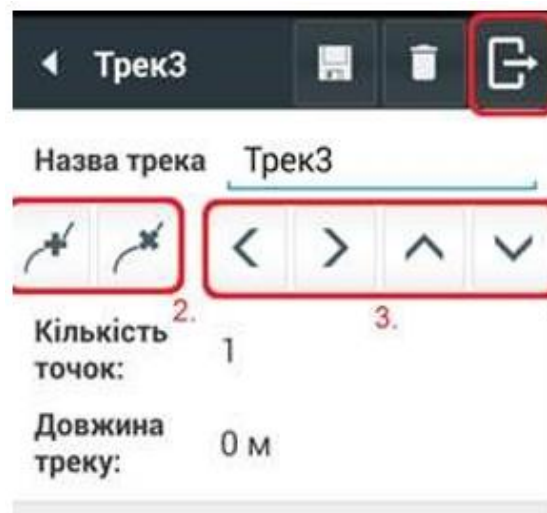 Трек3
Назва трека Трек3
2. 3.
Кількість
точок: 1
Довжина
треку: 0 м